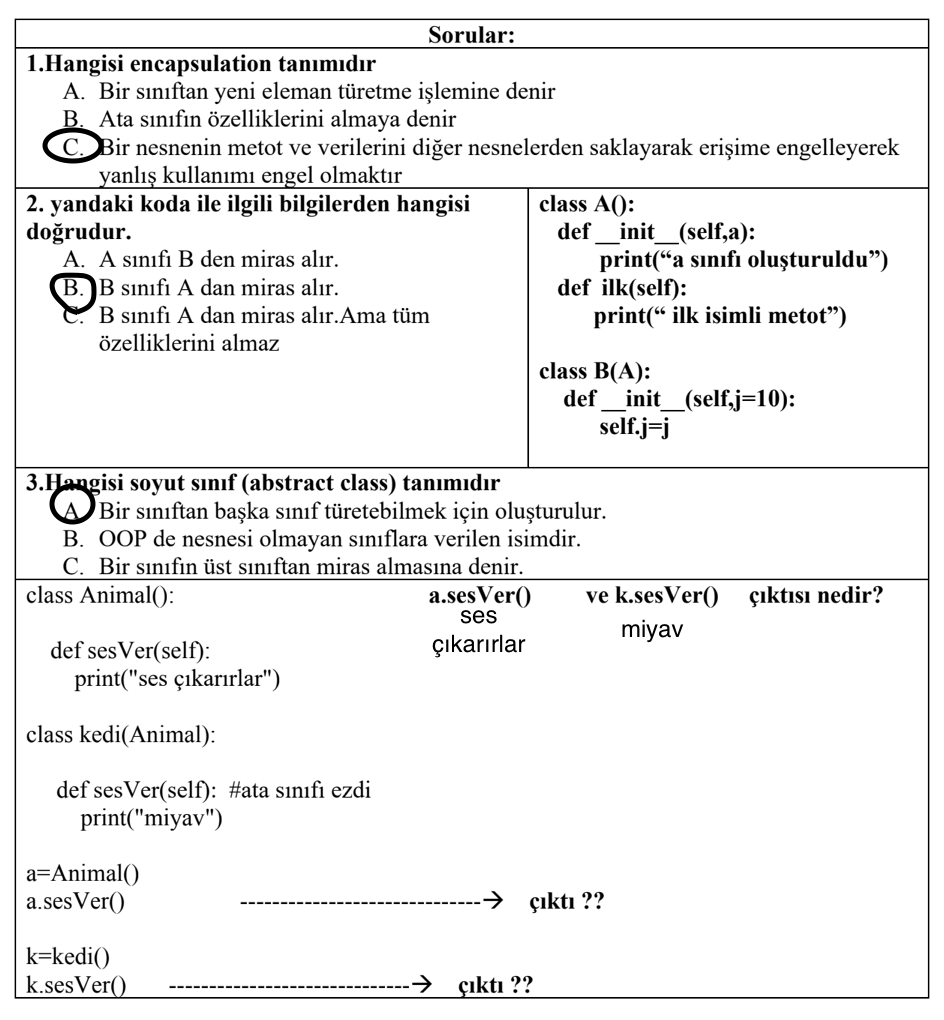 Sorular:
1.Hangisi encapsulation tanımıdır
A. Bir sınıftan yeni eleman türetme işlemine denir
B. Ata sınıfın özelliklerini almaya denir
C. Bir nesnenin metot ve verilerini diğer nesnelerden saklayarak erişime engelleyerek
yanlış kullanımı engel olmaktır
2. yandaki koda ile ilgili bilgilerden hangisi
doğrudur.
A. A sınıfı B den miras alır.
B. B sınıfı A dan miras alır.
C. B sınıfı A dan miras alır.Ama tüm
özelliklerini almaz
class A():
def __init__(self,a):
print(“a sınıfı oluşturuldu”)
def ilk(self):
print(“ ilk isimli metot”)
class B(A):
def __init__(self,j=10):
self.j=j
3.Hangisi soyut sınıf (abstract class) tanımıdır
A. Bir sınıftan başka sınıf türetebilmek için oluşturulur.
B. OOP de nesnesi olmayan sınıflara verilen isimdir.
C. Bir sınıfın üst sınıftan miras almasına denir.
class Animal(): a.sesVer() ve k.sesVer() çıktısı nedir?
ses
çıkarırlar
miyav
def sesVer(self):
print("ses çıkarırlar")
class kedi(Animal):
def sesVer(self): #ata sınıfı ezdi
print("miyav")
a=Animal()
a.sesVer() ------------------------------→ çıktı ??
k=kedi()
k.sesVer() ------------------------------→ çıktı ??